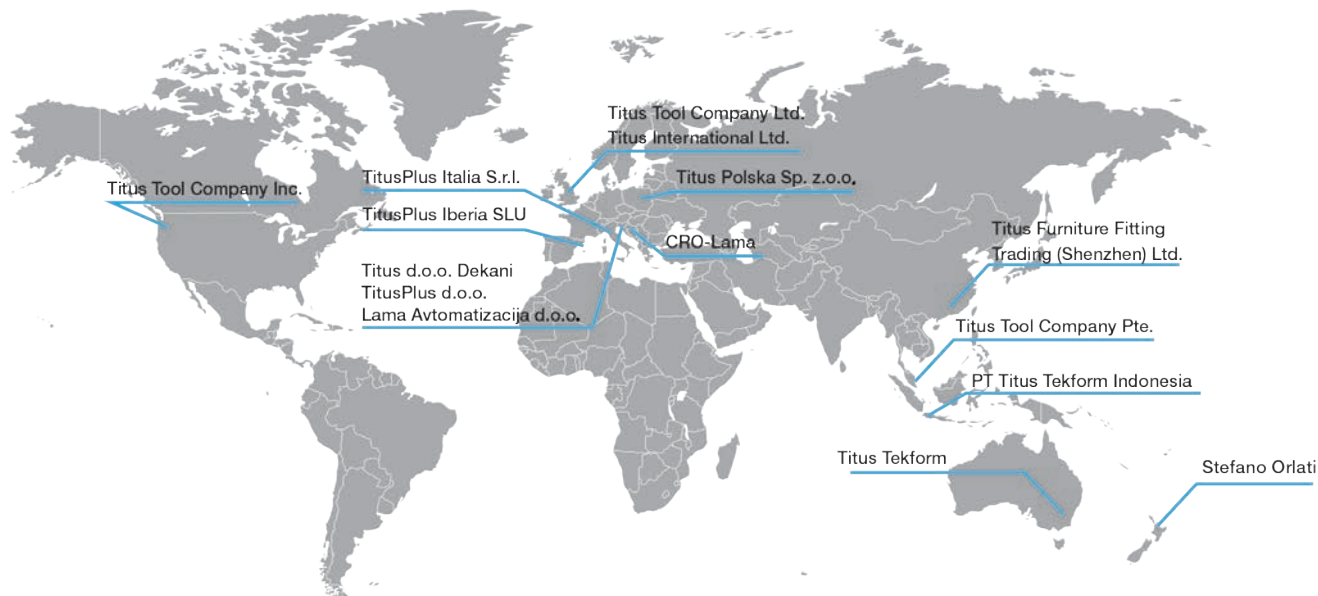 Titus Tool Company Ltd.
Titus International Ltd.
Titus Tool Company Inc.
TitusPlus Italia S.r.l.
Titus Polska Sp. z.o.o.
TitusPlus Iberia SLU
CRO-Lama
Titus Furniture Fitting
Trading (Shenzhen) Ltd.
Titus d.o.o. Dekani
TitusPlus d.o.o.
Lama Avtomatizacija d.o.o.
Titus Tool Company Pte.
PT Titus Tekform Indonesia
Titus Tekform
Stefano Orlati